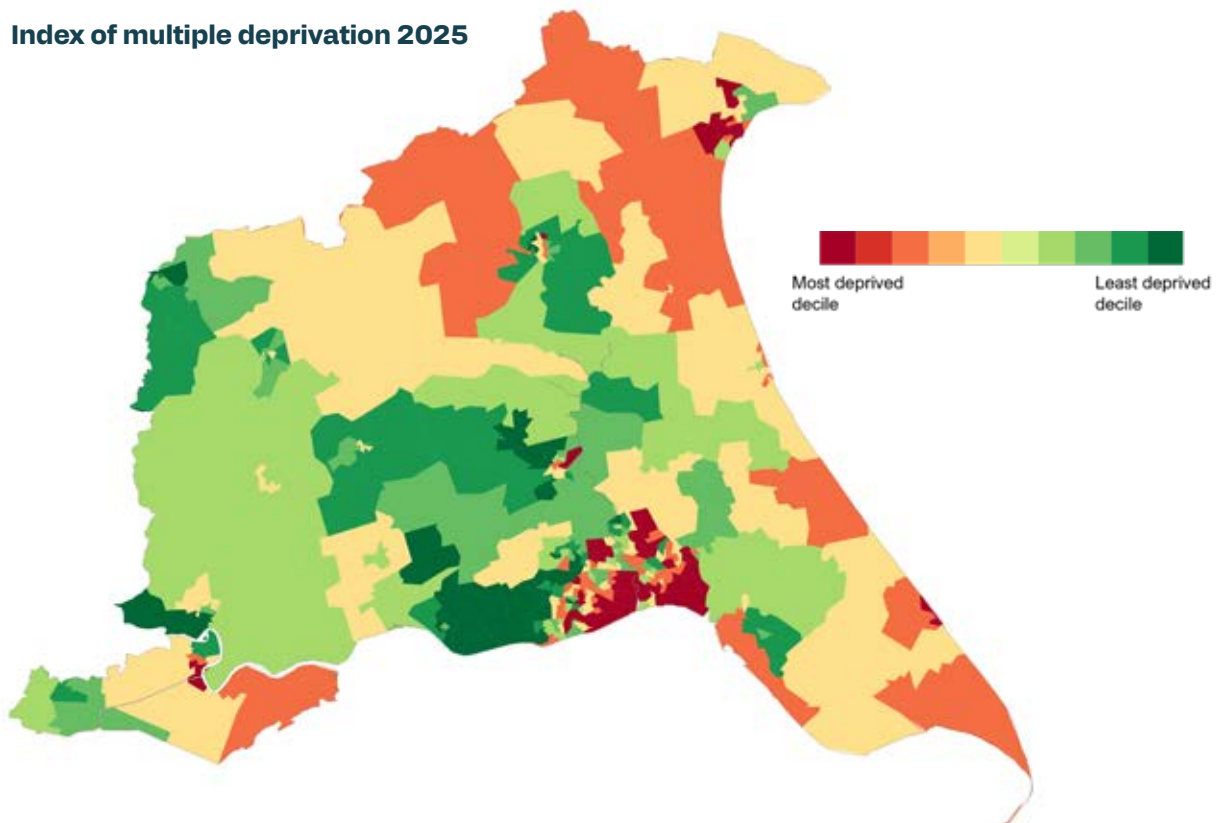 Index of multiple deprivation 2025
Most deprived
decile
Least deprived
decile